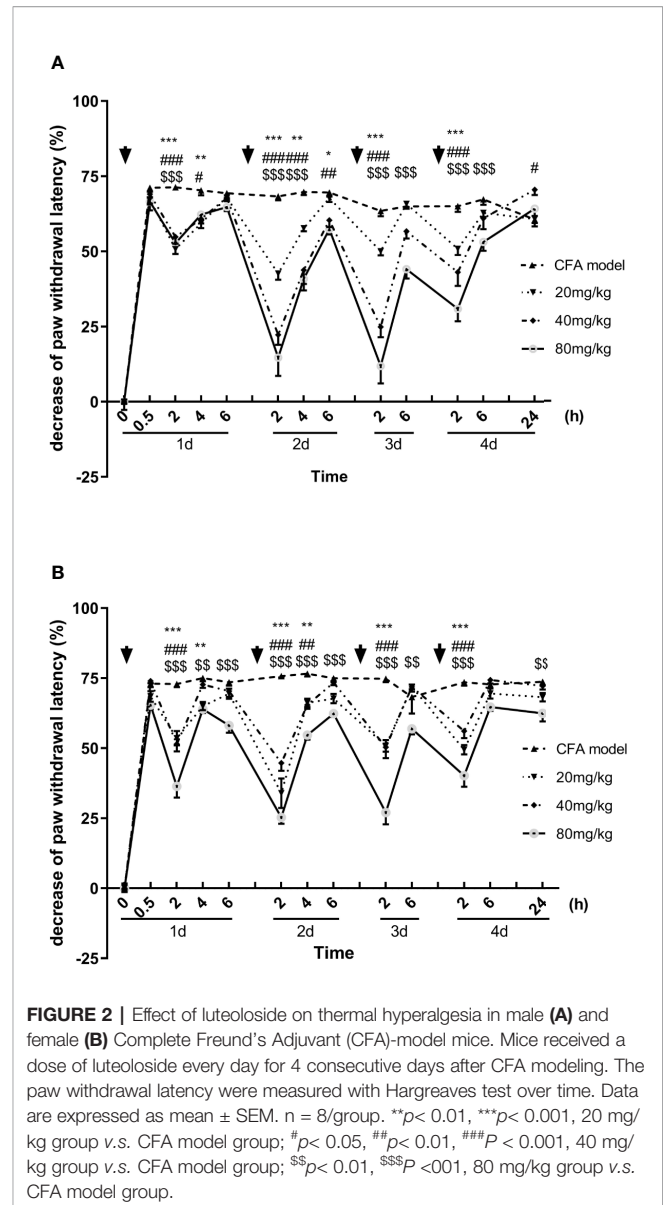 A
decrease of paw withdrawal latency (%)
100
75
50
25
0
-25
*** ** *** ** * *** ***
### # ### ### ## ### ### #
$$$ $$$ $$$ $$$ $$$ $$$ $$$
CFA model
20mg/kg
40mg/kg
80mg/kg
0 0.5 2 4 6 2 4 6 2 6 2 6 24 (h)
1d 2d 3d 4d
Time
B
decrease of paw withdrawal latency (%)
100
75
50
25
0
-25
*** ** *** ** *** ***
### ### ## ### ###
$$$ $$ $$$ $$$ $$$ $$$ $$$ $$ $$$ $$
CFA model
20mg/kg
40mg/kg
80mg/kg
0 0.5 2 4 6 2 4 6 2 6 2 6 24 (h)
1d 2d 3d 4d
Time
FIGURE 2 | Effect of luteoloside on thermal hyperalgesia in male (A) and
female (B) Complete Freund's Adjuvant (CFA)-model mice. Mice received a
dose of luteoloside every day for 4 consecutive days after CFA modeling. The
paw withdrawal latency were measured with Hargreaves test over time. Data
are expressed as mean ± SEM. n = 8/group. **p< 0.01, ***p< 0.001, 20 mg/
kg group v.s. CFA model group; #p< 0.05, ##p< 0.01, ###P < 0.001, 40 mg/
kg group v.s. CFA model group; $$p< 0.01, $$$P <001, 80 mg/kg group v.s.
CFA model group.